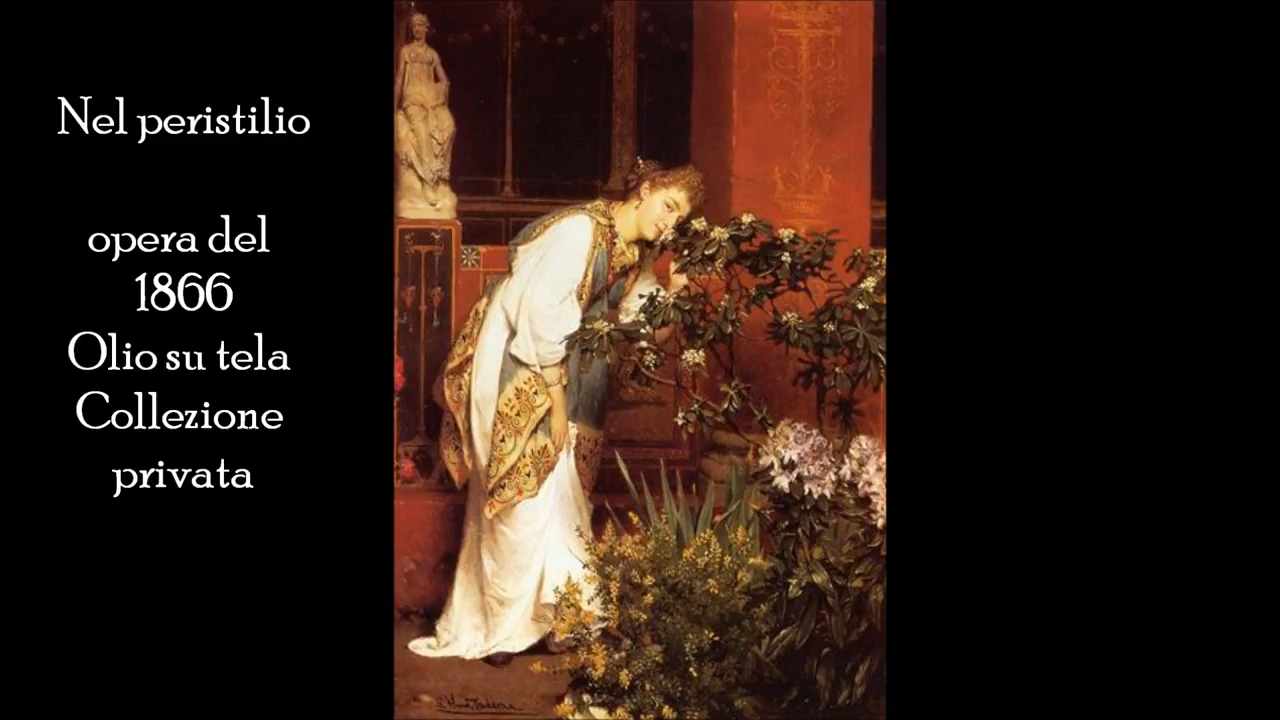 Nel peristilio
opera del
1866
Olio su tela
Collezione
privata